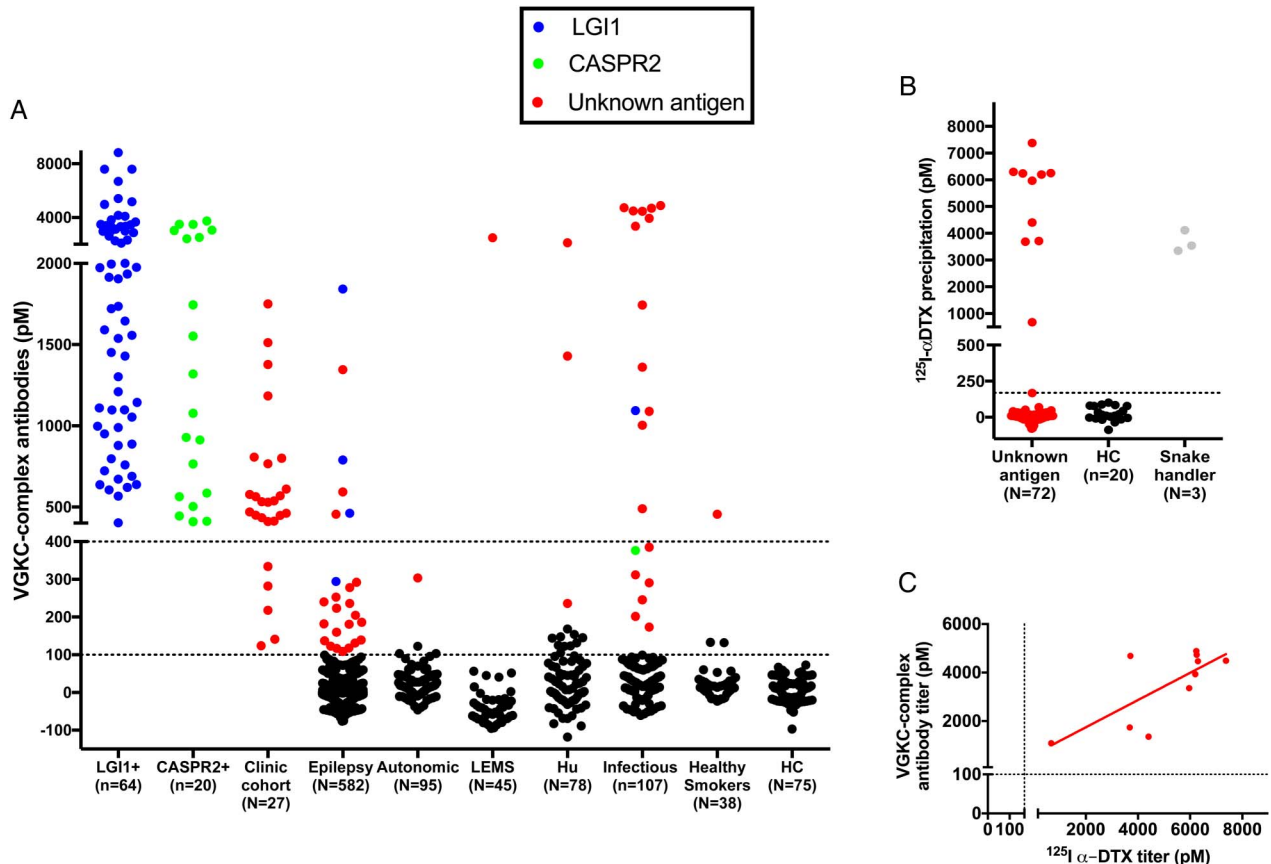 LGI1
CASPR2
Unknown antigen
A
VGKC-complex antibodies (pM)
8000
4000
2000
1500
1000
500
400
300
200
100
0
-100
LGI1+
(n=64)
CASPR2+
(n=20)
Clinic
cohort
(N=27)
Epilepsy
(N=582)
Autonomic
(N=95)
LEMS
(N=45)
Hu
(N=78)
Infectious
(n=107)
Healthy
Smokers
(N=38)
HC
(N=75)
B
125I-αDTX precipitation (pM)
8000
7000
6000
5000
4000
3000
2000
1000
500
250
0
Unknown
antigen
(N=72)
HC
(n=20)
Snake
handler
(N=3)
C
VGKC-complex
antibody titer (pM)
6000
4000
2000
100
0
0 100 2000 4000 6000 8000
125I α-DTX titer (pM)